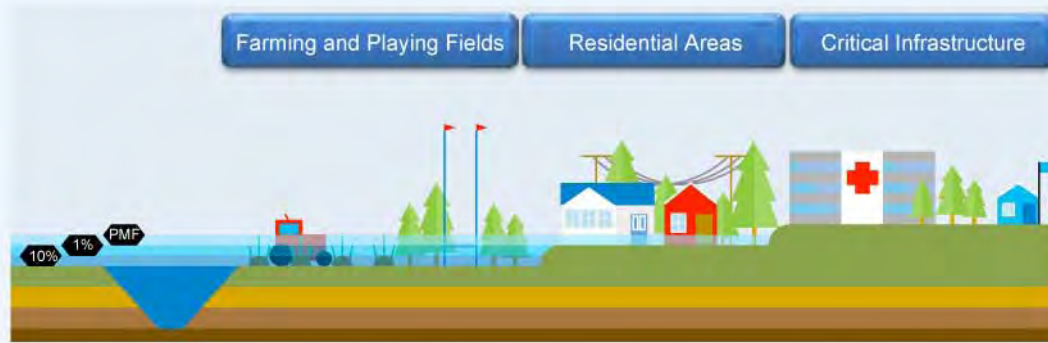 Farming and Playing Fields
Residential Areas
Critical Infrastructure
PMF
1%
10%